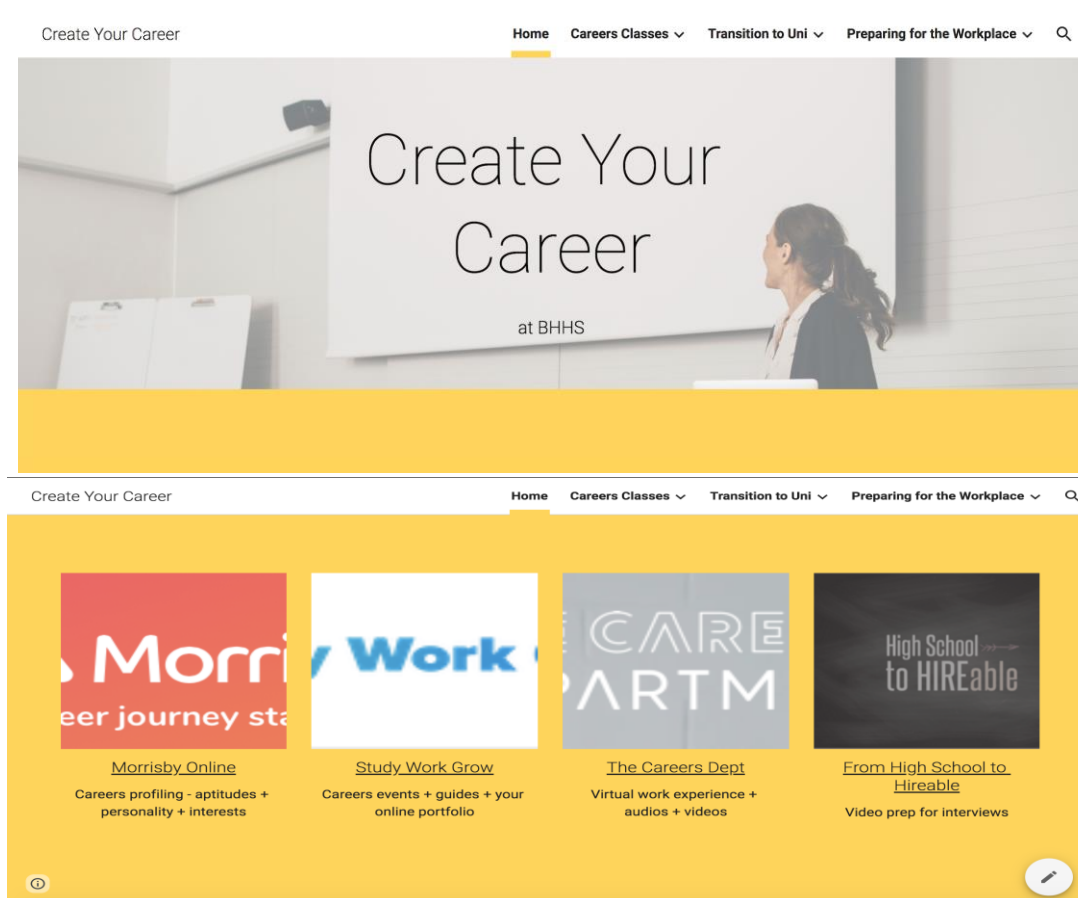 Create Your Career
Home Careers Classes Transition to Uni Preparing for the Workplace
Create Your
Career
at BHHS
Create Your Career
Home Careers Classes Transition to Uni Preparing for the Workplace
Morri
eer journey sta
y Work
E CARE
PARTM
High School
to HIREable
Morrisby Online
Careers profiling - aptitudes +
personality + interests
Study Work Grow
Careers events + guides + your
online portfolio
The Careers Dept
Virtual work experience +
audios + videos
From High School to
Hireable
Video prep for interviews